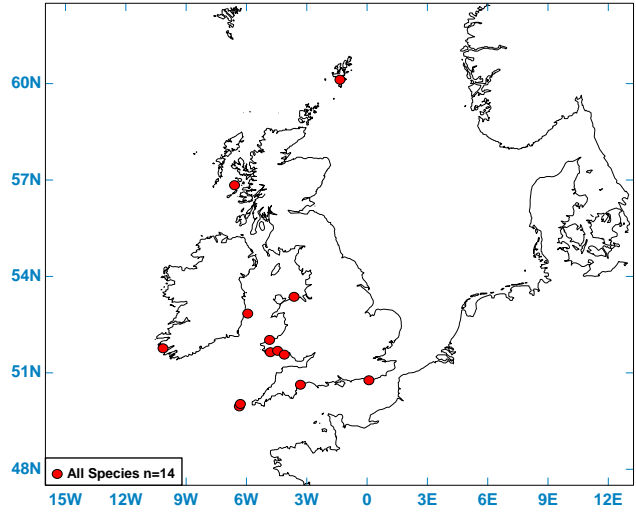 60N
57N
54N
51N
48N
All Species n=14
15W 12W 9W 6W 3W 0 3E 6E 9E 12E